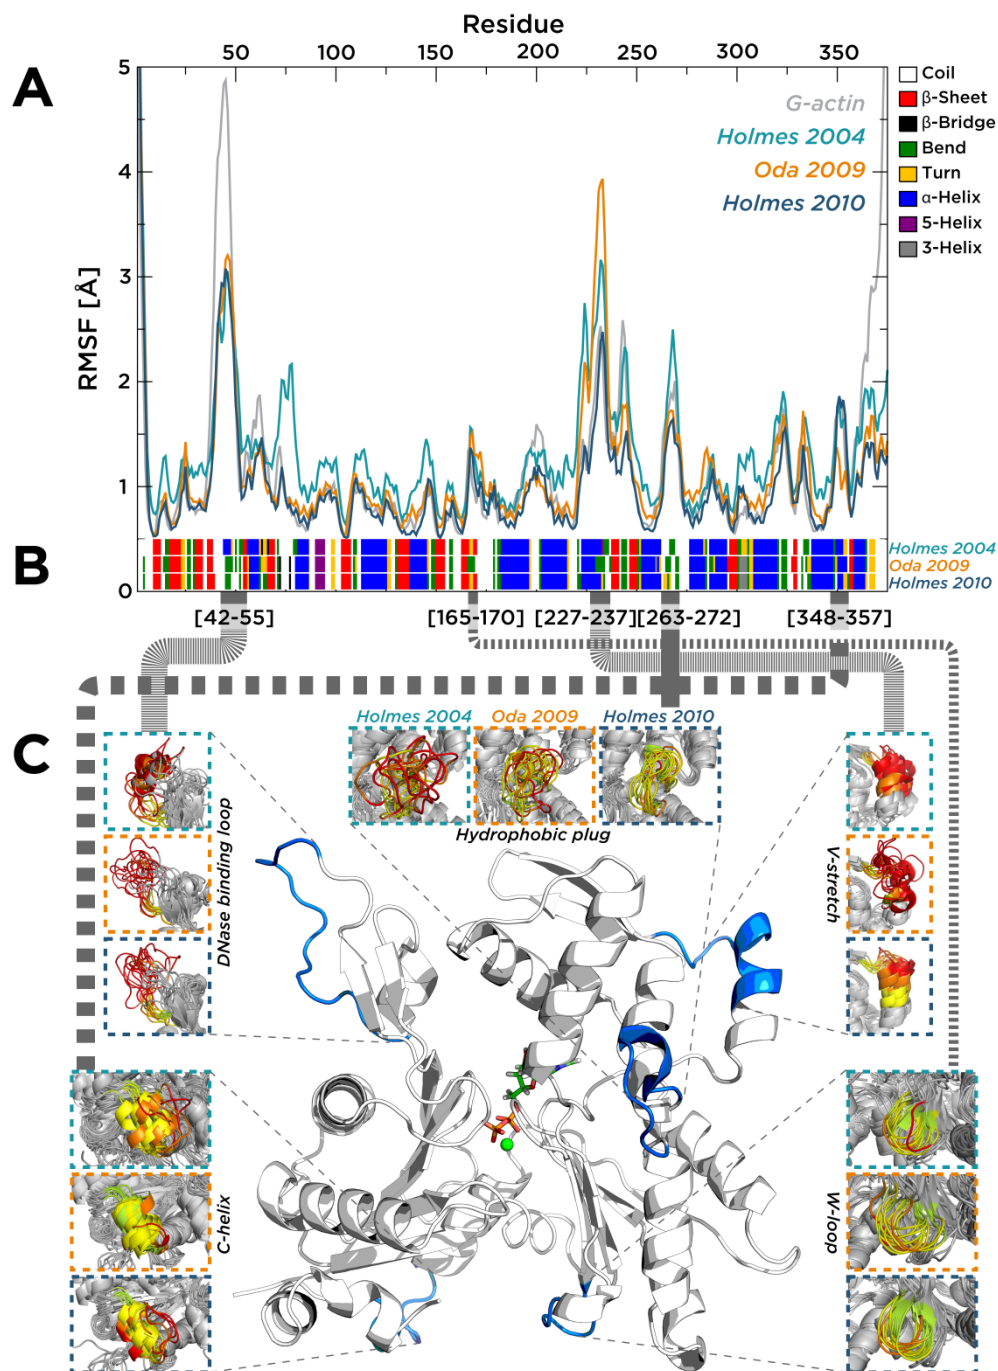 Residue
50 100 150 200 250 300 350
A
5
4
3
2
1
0
RMSF [Å]
G-actin
Holmes 2004
Oda 2009
Holmes 2010
Coil
β-Sheet
β-Bridge
Bend
Turn
α-Helix
5-Helix
3-Helix
B
Holmes 2004
Oda 2009
Holmes 2010
[42-55] [165-170] [227-237] [263-272] [348-357]
C
Holmes 2004 Oda 2009 Holmes 2010
Hydrophobic plug
DNase binding loop
V-stretch
C-helix
W-loop